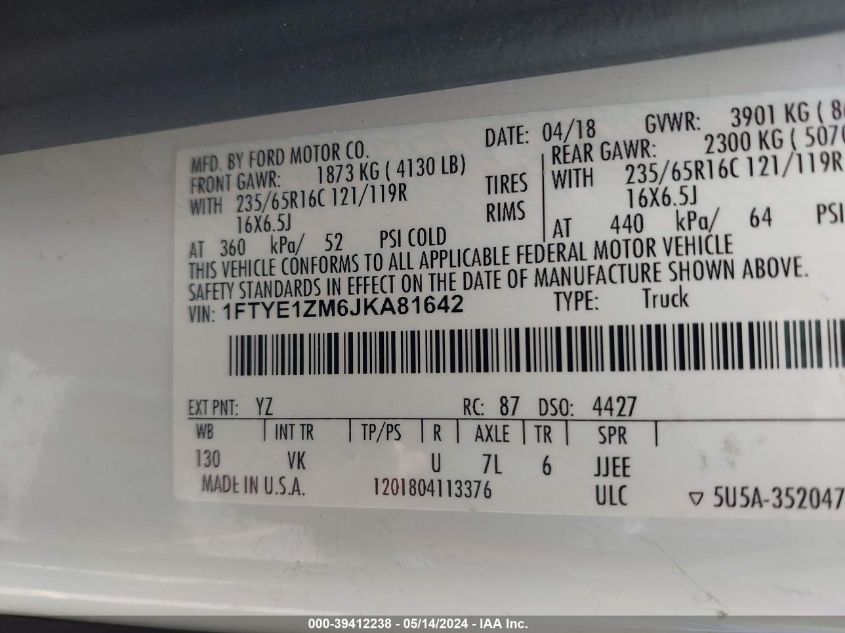 MFD. BY FORD MOTOR CO. DATE: 04/18 GVWR: 3901 KG ( 8
FRONT GAWR: 1873 KG ( 4130 LB) REAR GAWR: 2300 KG ( 5070
WITH 235/65R16C 121/119R TIRES WITH 235/65R16C 121/119R
16X6.5J RIMS 16X6.5J
AT 360 kPa/ 52 PSI COLD AT 440 kPa/ 64 PSI
THIS VEHICLE CONFORMS TO ALL APPLICABLE FEDERAL MOTOR VEHICLE
SAFETY STANDARDS IN EFFECT ON THE DATE OF MANUFACTURE SHOWN ABOVE.
VIN: 1FTYE1ZM6JKA81642 TYPE: Truck
EXT PNT: YZ RC: 87 DSO: 4427
WB INT TR TP/PS R AXLE TR SPR
130 VK U 7L 6 JJEE
MADE IN U.S.A. 1201804113376 ULC ▽ 5U5A-352047
000-39412238 - 05/14/2024 - IAA Inc.